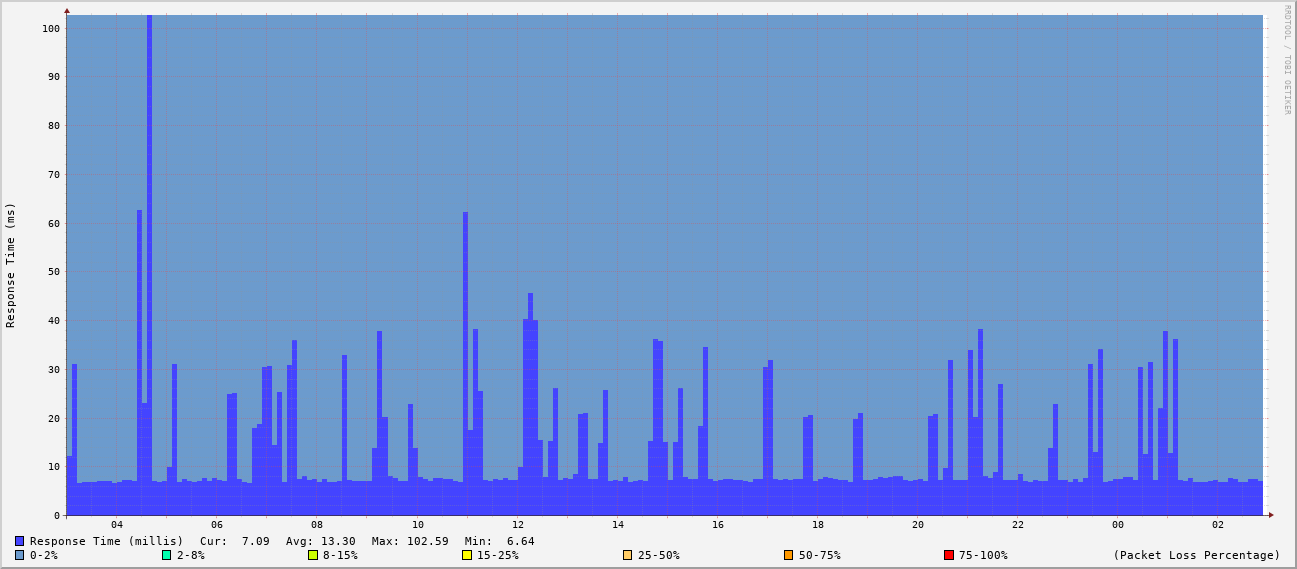 RRDTOOL / TOBI OETIKER
Response Time (ms)
100
90
80
70
60
50
40
30
20
10
0
04 06 08 10 12 14 16 18 20 22 00 02
Response Time (millis) Cur: 7.09 Avg: 13.30 Max: 102.59 Min: 6.64
0-2% 2-8% 8-15% 15-25% 25-50% 50-75% 75-100% (Packet Loss Percentage)